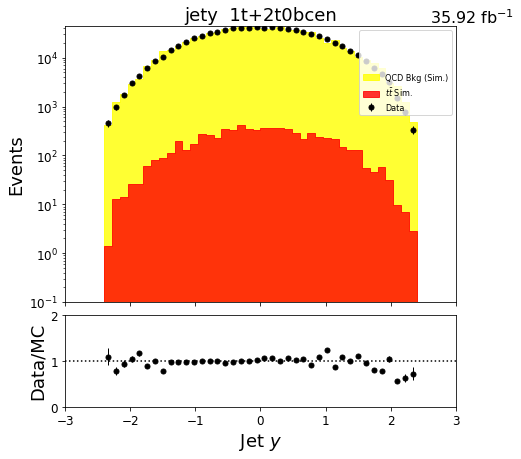 jety 1t+2t0bcen
35.92 fb⁻¹
QCD Bkg (Sim.)
tt̄ Sim.
Data
Events
10⁴
10³
10²
10¹
10⁰
10⁻¹
Data/MC
2
1
0
−3 −2 −1 0 1 2 3
Jet y